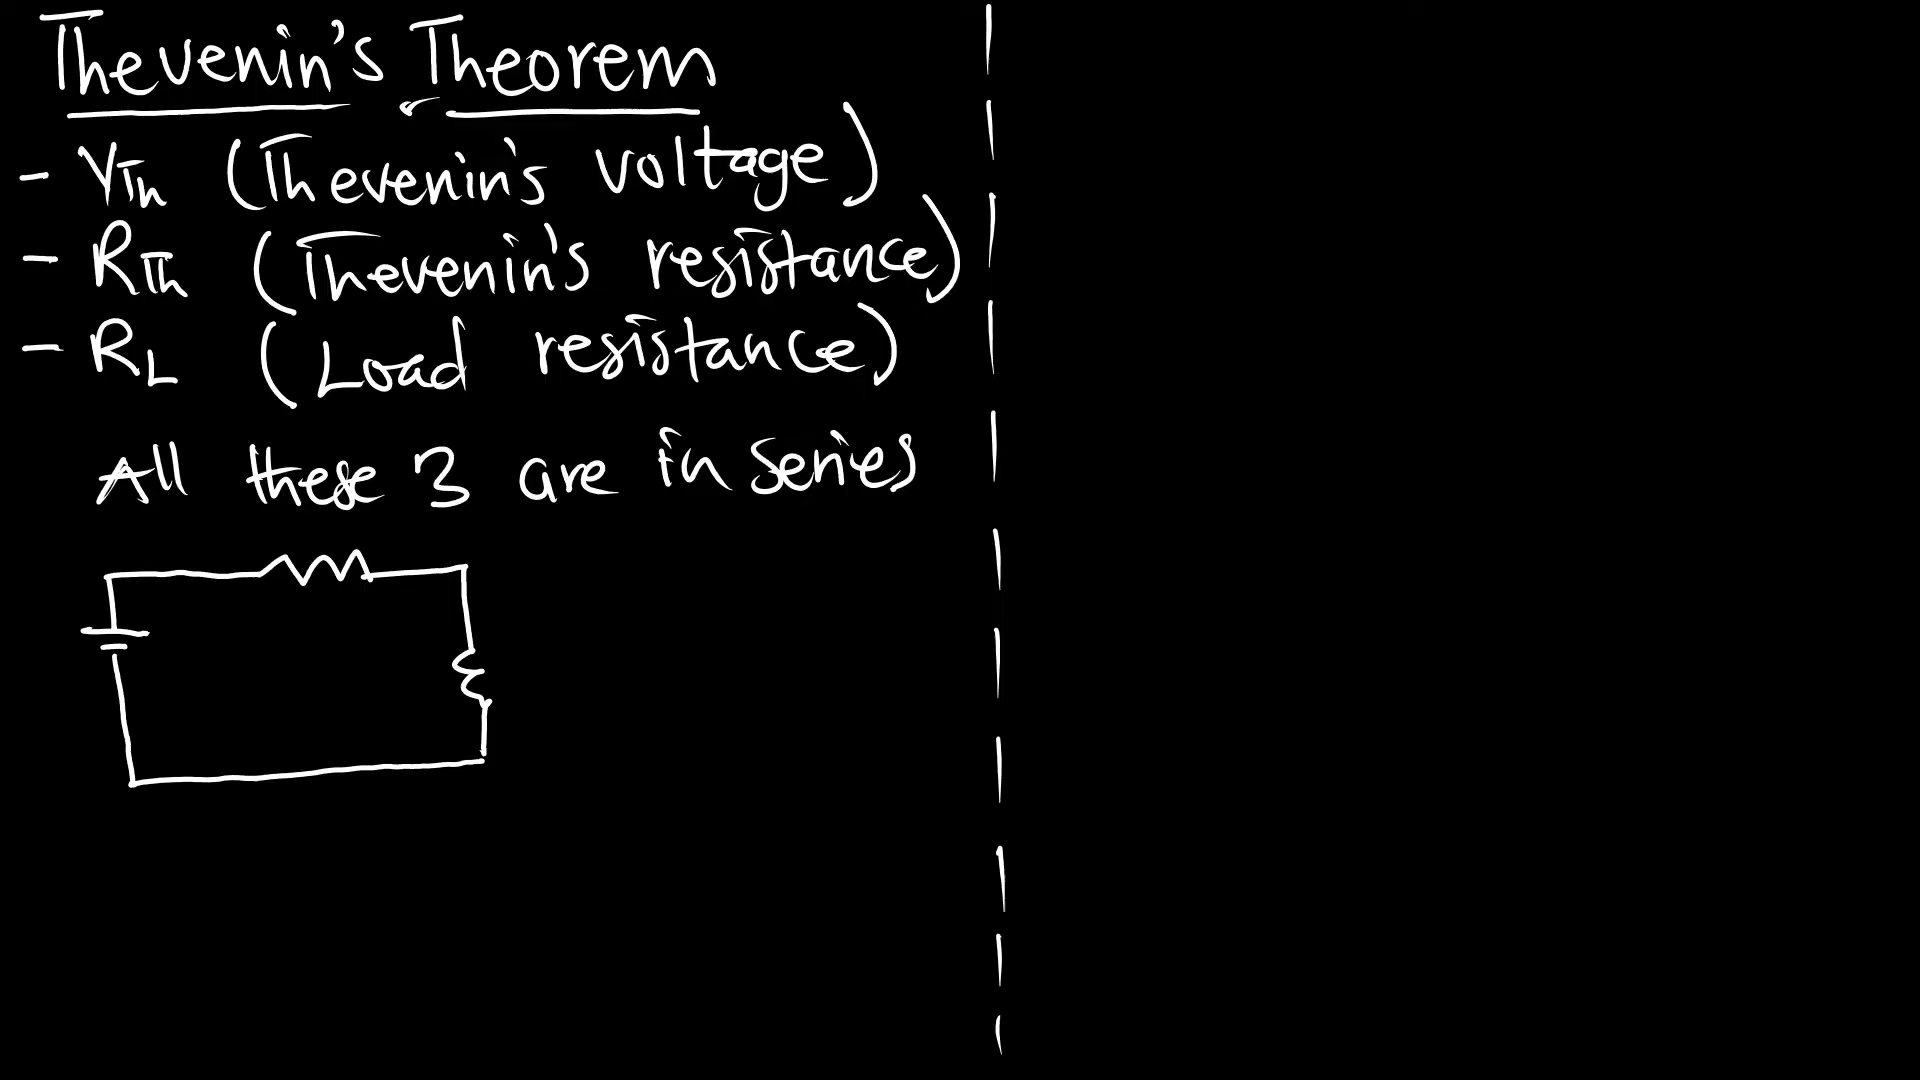 Thevenin's Theorem
- VTh (Thevenin's voltage)
- RTh (Thevenin's resistance)
- RL (Load resistance)
All these 3 are in series